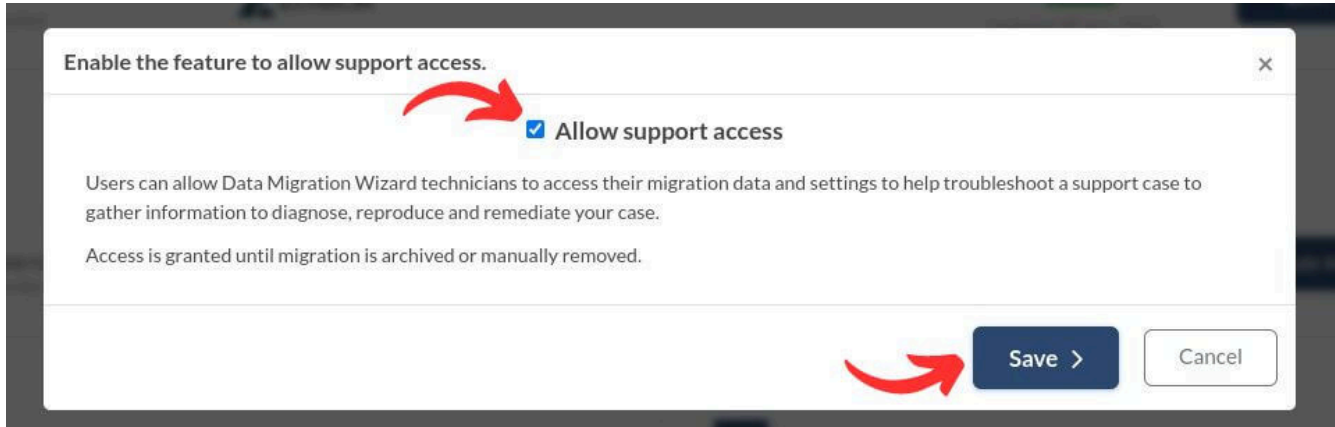 Enable the feature to allow support access.
×
Allow support access
Users can allow Data Migration Wizard technicians to access their migration data and settings to help troubleshoot a support case to
gather information to diagnose, reproduce and remediate your case.
Access is granted until migration is archived or manually removed.
Save
Cancel